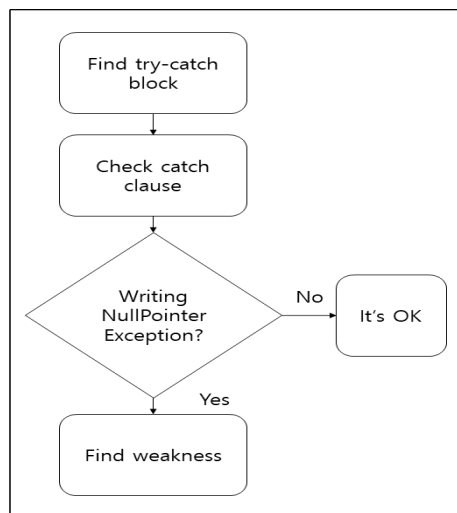 Find try-catch
block
Check catch
clause
Writing
NullPointer
Exception?
No
It's OK
Yes
Find weakness